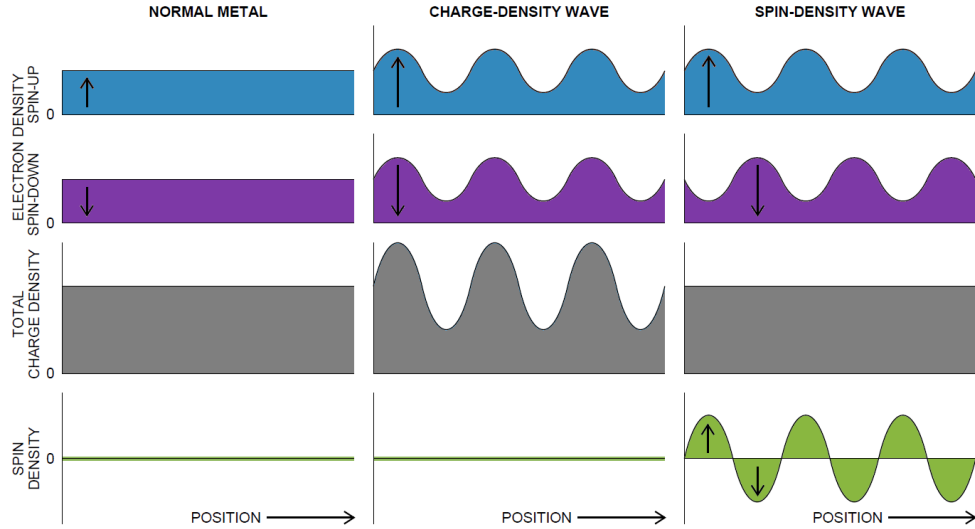 NORMAL METAL
CHARGE-DENSITY WAVE
SPIN-DENSITY WAVE
ELECTRON DENSITY
SPIN-UP
0
SPIN-DOWN
0
TOTAL
CHARGE DENSITY
0
SPIN
DENSITY
0
POSITION
POSITION
POSITION